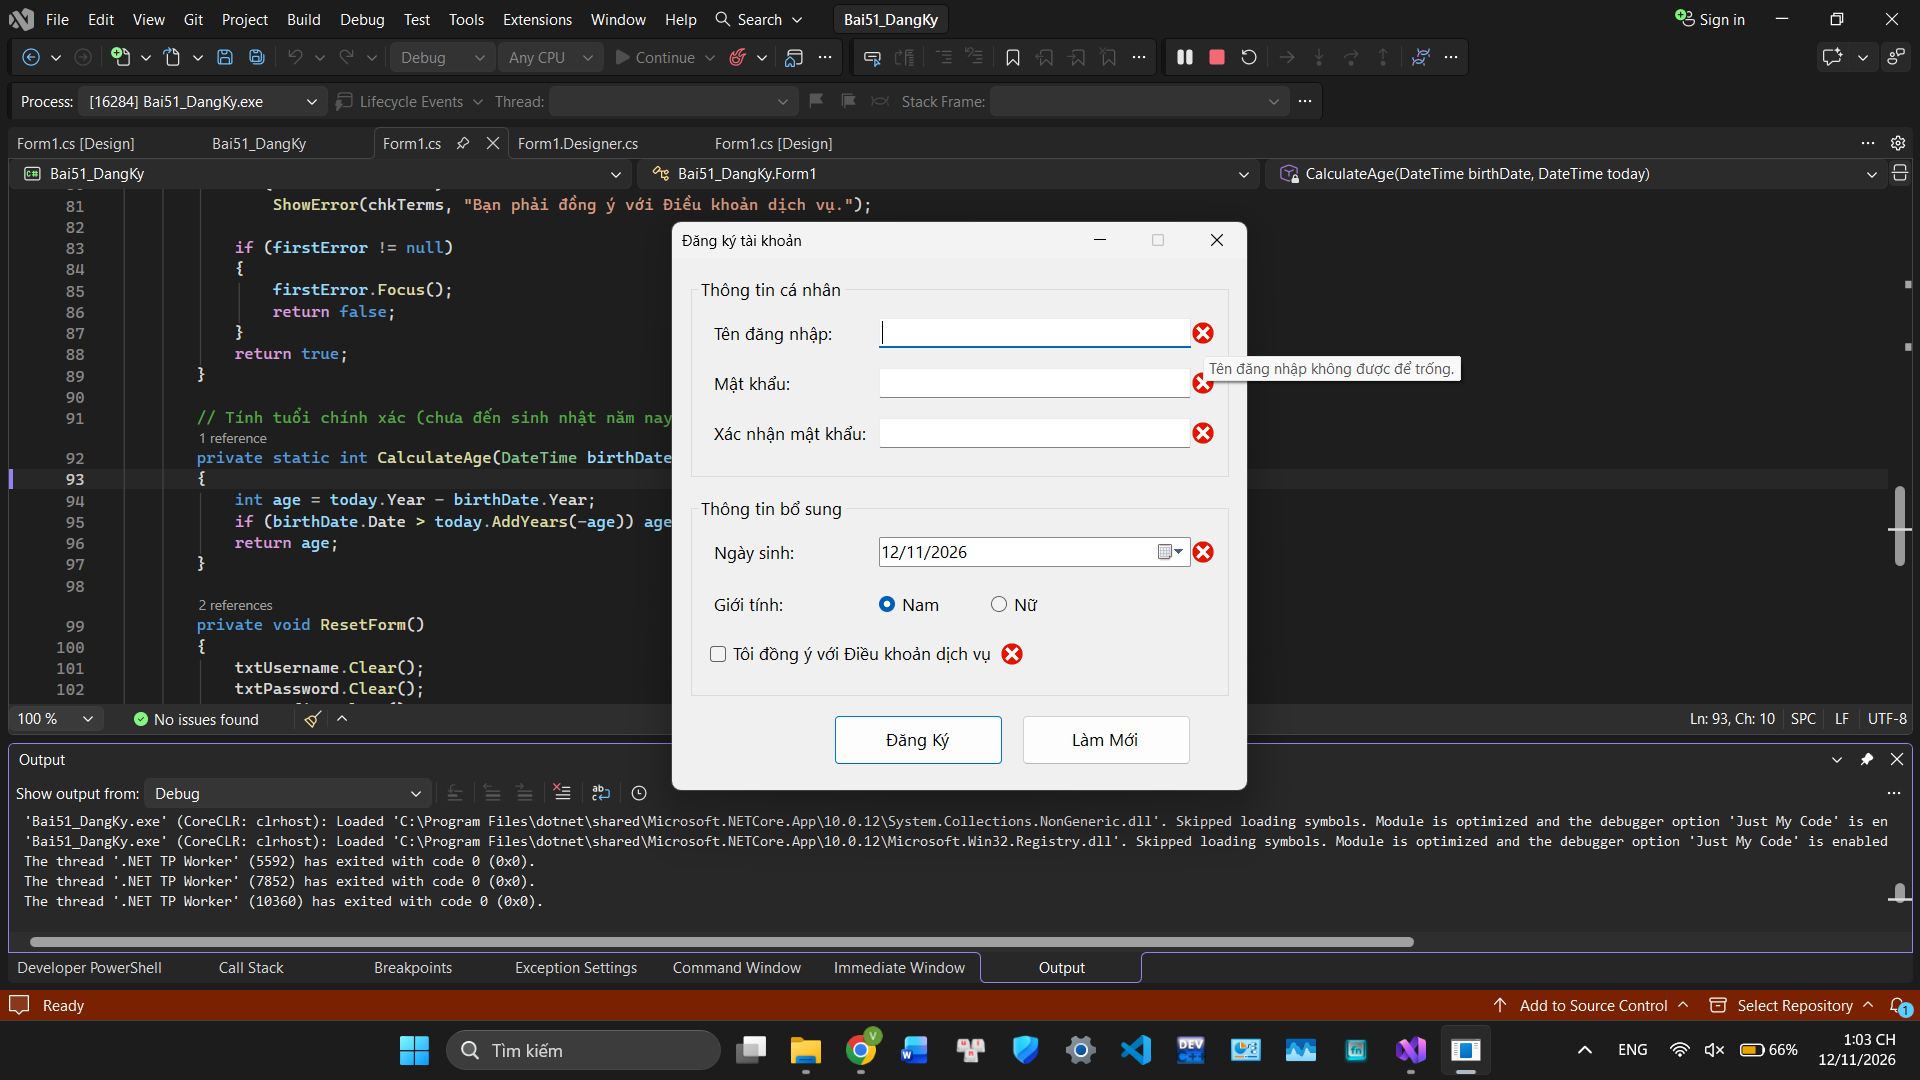 File Edit View Git Project Build Debug Test Tools Extensions Window Help Search Bai51_DangKy Sign in
Debug Any CPU Continue
Process: [16284] Bai51_DangKy.exe Lifecycle Events Thread: Stack Frame:
Form1.cs [Design] Bai51_DangKy Form1.cs Form1.Designer.cs Form1.cs [Design]
C# Bai51_DangKy Bai51_DangKy.Form1 CalculateAge(DateTime birthDate, DateTime today)
81 ShowError(chkTerms, "Bạn phải đồng ý với Điều khoản dịch vụ.");
82
83 if (firstError != null)
84 {
85 firstError.Focus();
86 return false;
87 }
88 return true;
89 }
90
91 // Tính tuổi chính xác (chưa đến sinh nhật năm nay
1 reference
92 private static int CalculateAge(DateTime birthDate
93 {
94 int age = today.Year - birthDate.Year;
95 if (birthDate.Date > today.AddYears(-age)) age
96 return age;
97 }
98
2 references
99 private void ResetForm()
100 {
101 txtUsername.Clear();
102 txtPassword.Clear();
Đăng ký tài khoản
Thông tin cá nhân
Tên đăng nhập:
Tên đăng nhập không được để trống.
Mật khẩu:
Xác nhận mật khẩu:
Thông tin bổ sung
Ngày sinh: 12/11/2026
Giới tính: Nam Nữ
Tôi đồng ý với Điều khoản dịch vụ
Đăng Ký Làm Mới
100 % No issues found Ln: 93, Ch: 10 SPC LF UTF-8
Output
Show output from: Debug
'Bai51_DangKy.exe' (CoreCLR: clrhost): Loaded 'C:\Program Files\dotnet\shared\Microsoft.NETCore.App\10.0.12\System.Collections.NonGeneric.dll'. Skipped loading symbols. Module is optimized and the debugger option 'Just My Code' is en
'Bai51_DangKy.exe' (CoreCLR: clrhost): Loaded 'C:\Program Files\dotnet\shared\Microsoft.NETCore.App\10.0.12\Microsoft.Win32.Registry.dll'. Skipped loading symbols. Module is optimized and the debugger option 'Just My Code' is enabled
The thread '.NET TP Worker' (5592) has exited with code 0 (0x0).
The thread '.NET TP Worker' (7852) has exited with code 0 (0x0).
The thread '.NET TP Worker' (10360) has exited with code 0 (0x0).
Developer PowerShell Call Stack Breakpoints Exception Settings Command Window Immediate Window Output
Ready Add to Source Control Select Repository 1
Tìm kiếm V W DEV ENG 66% 1:03 CH
12/11/2026